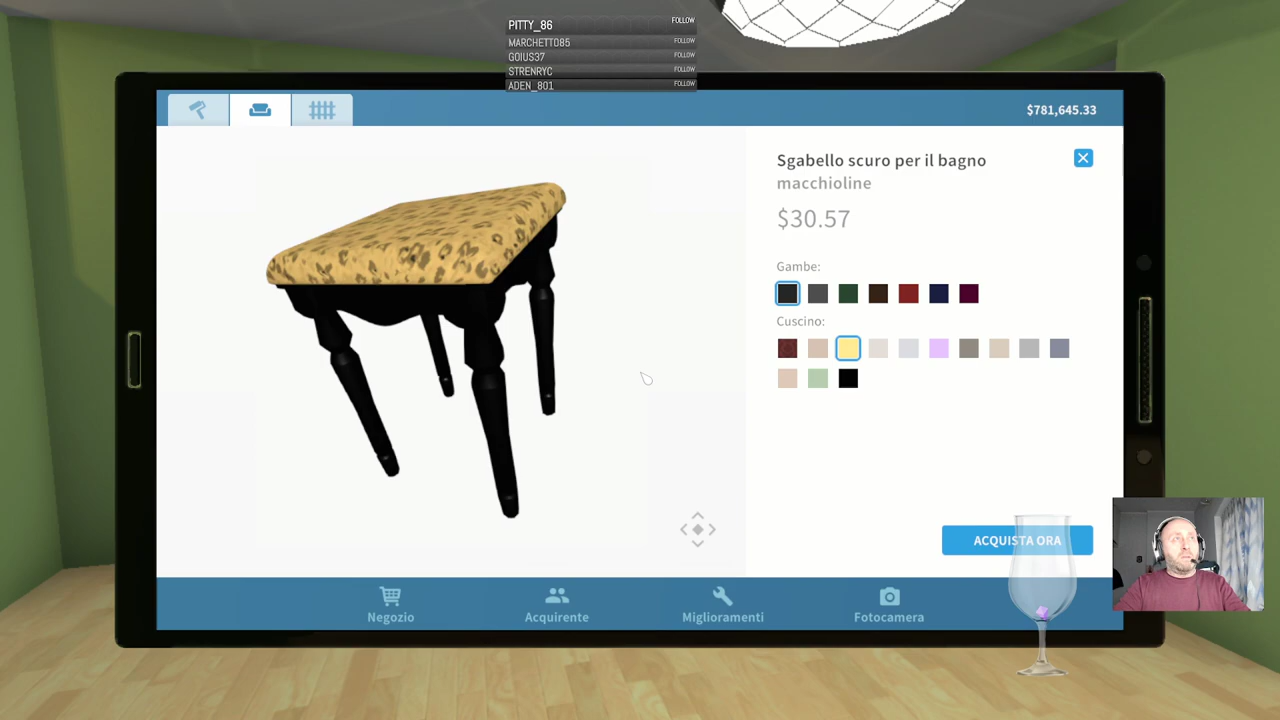 PITTY_86 FOLLOW
MARCHETTO85 FOLLOW
GOIUS37 FOLLOW
STRENRYC FOLLOW
ADEN_801 FOLLOW
$781,645.33
Sgabello scuro per il bagno
macchioline
$30.57
Gambe:
Cuscino:
ACQUISTA ORA
Negozio
Acquirente
Miglioramenti
Fotocamera